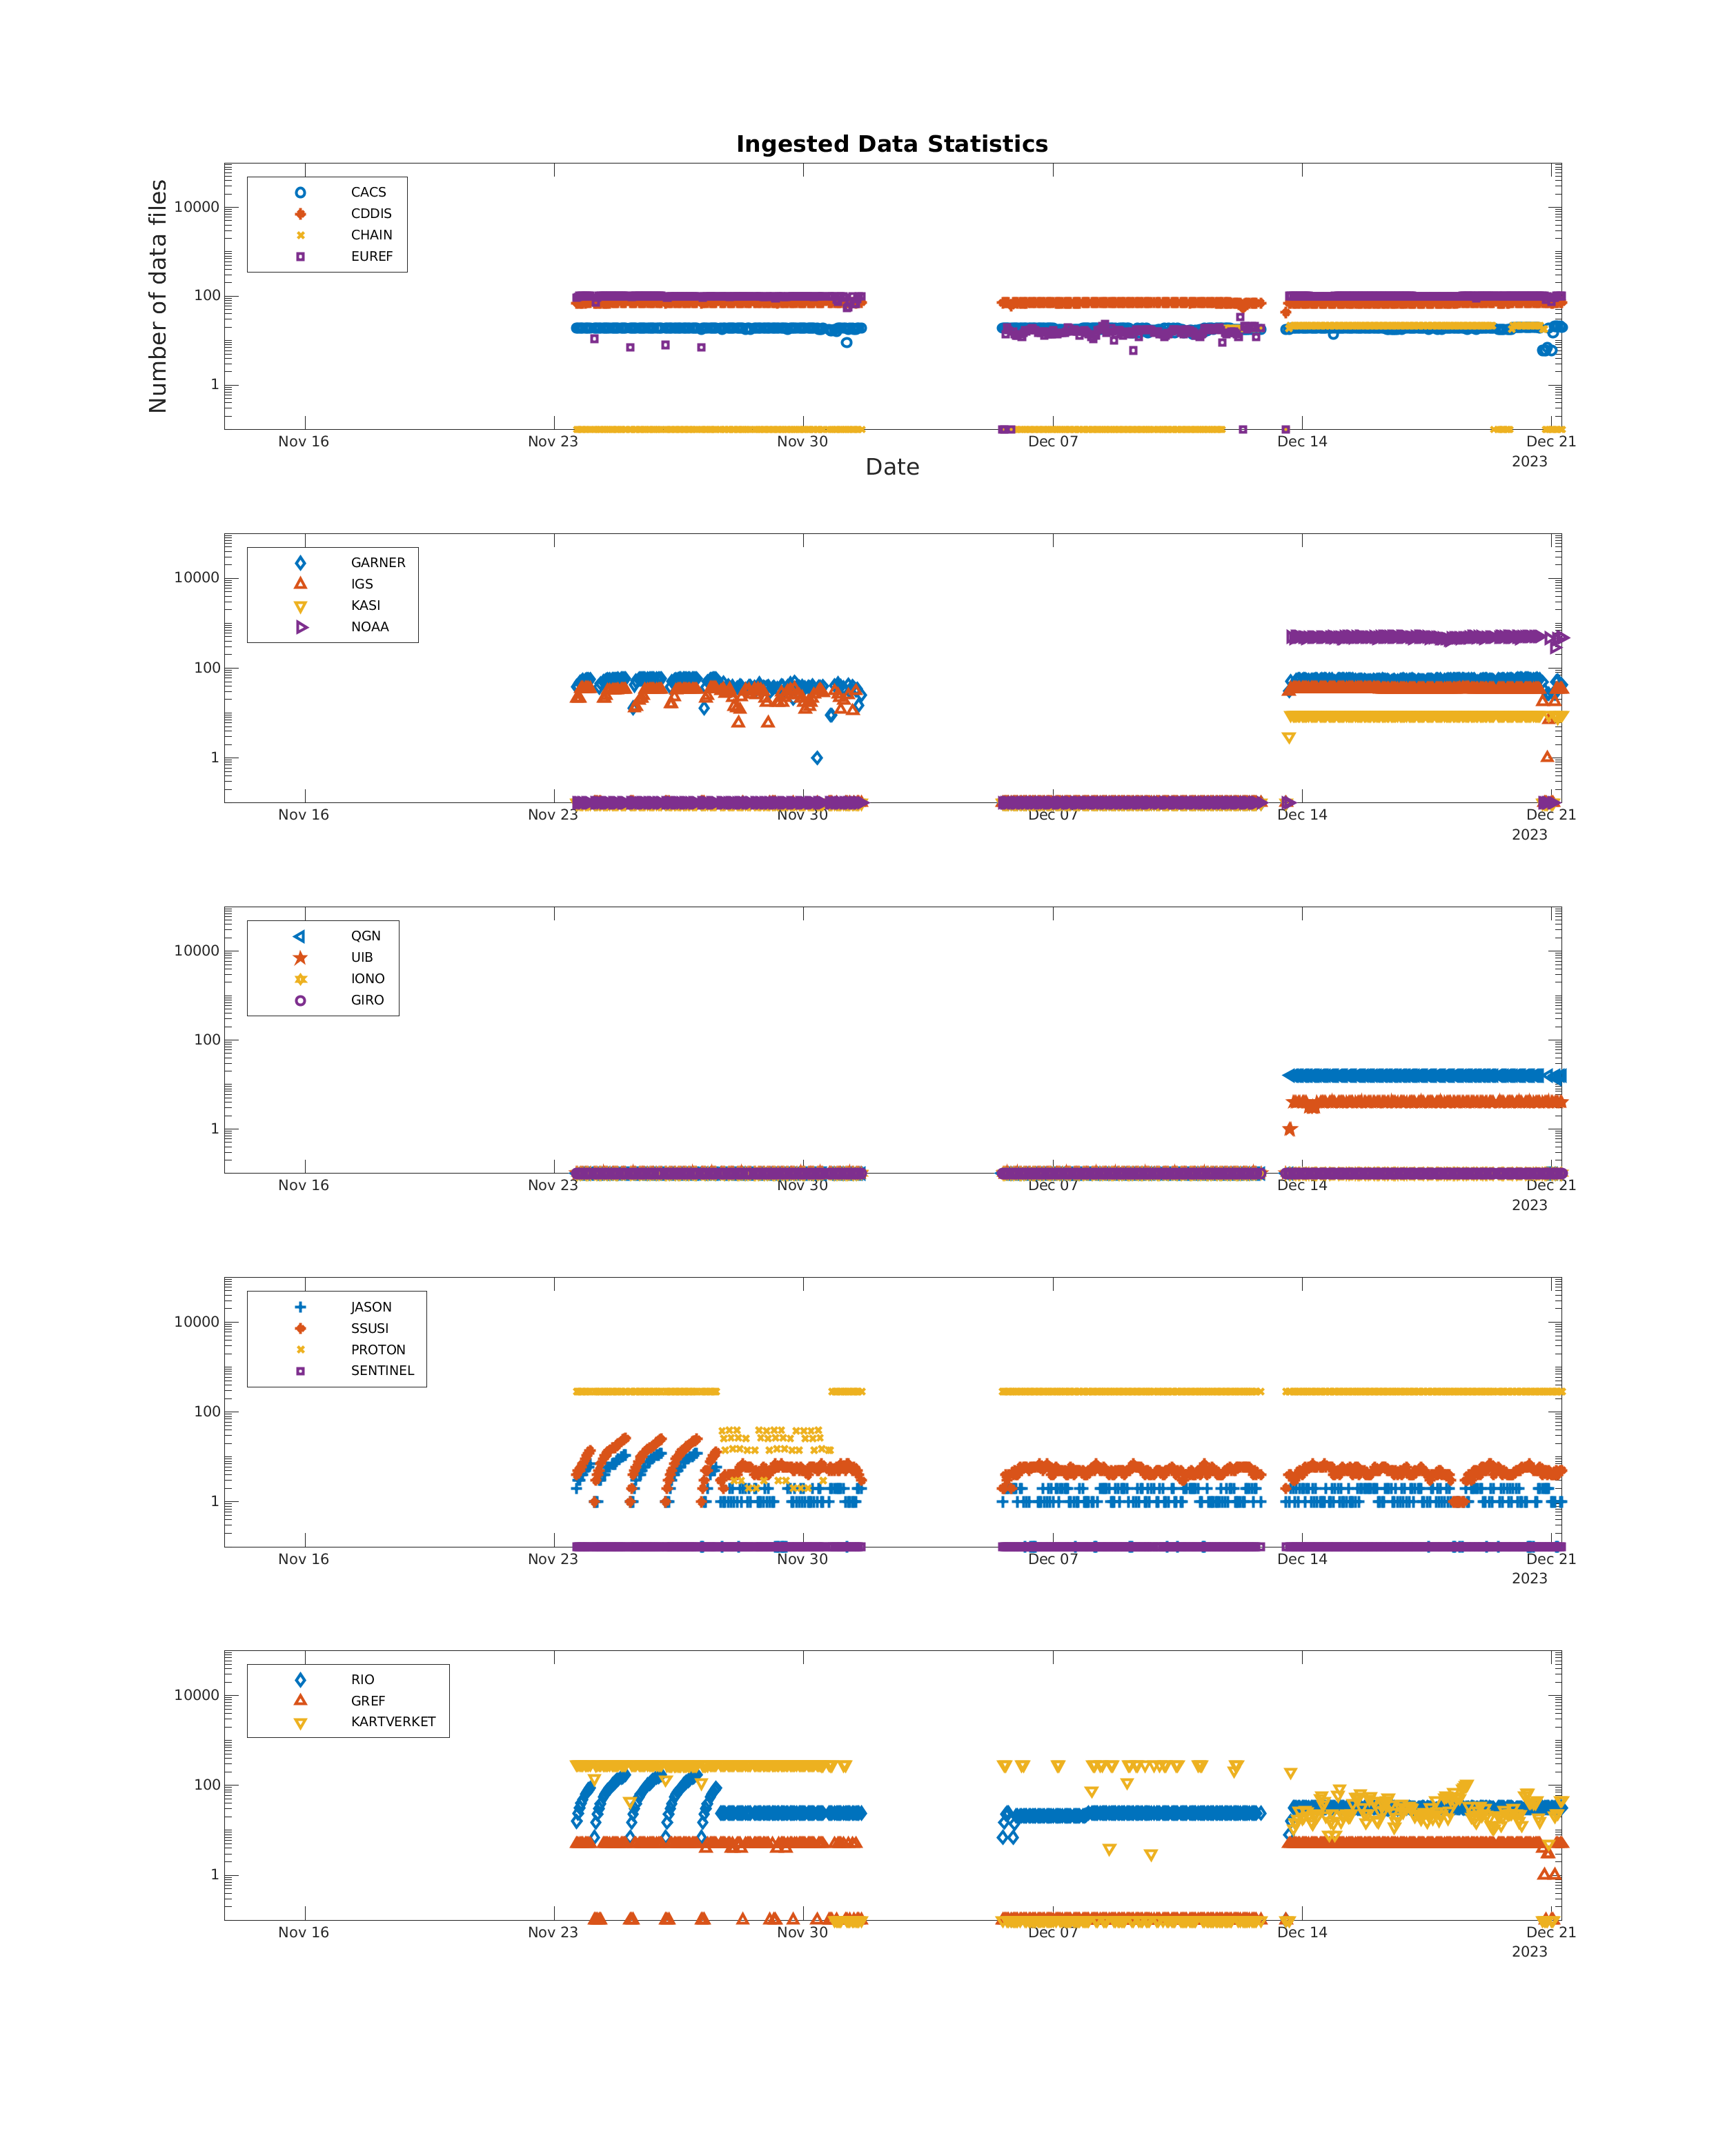 Ingested Data Statistics
Number of data files
10000
100
1
CACS
CDDIS
CHAIN
EUREF
Nov 16
Nov 23
Nov 30
Dec 07
Dec 14
Dec 21
2023
Date
10000
100
1
GARNER
IGS
KASI
NOAA
Nov 16
Nov 23
Nov 30
Dec 07
Dec 14
Dec 21
2023
10000
100
1
QGN
UIB
IONO
GIRO
Nov 16
Nov 23
Nov 30
Dec 07
Dec 14
Dec 21
2023
10000
100
1
JASON
SSUSI
PROTON
SENTINEL
Nov 16
Nov 23
Nov 30
Dec 07
Dec 14
Dec 21
2023
10000
100
1
RIO
GREF
KARTVERKET
Nov 16
Nov 23
Nov 30
Dec 07
Dec 14
Dec 21
2023